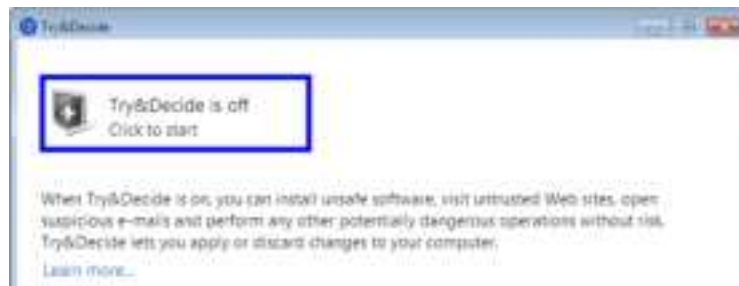 Try&Decide
Try&Decide is off
Click to start
When Try&Decide is on, you can install unsafe software, visit untrusted Web sites, open
suspicious e-mails and perform any other potentially dangerous operations without risk.
Try&Decide lets you apply or discard changes to your computer.
Learn more...